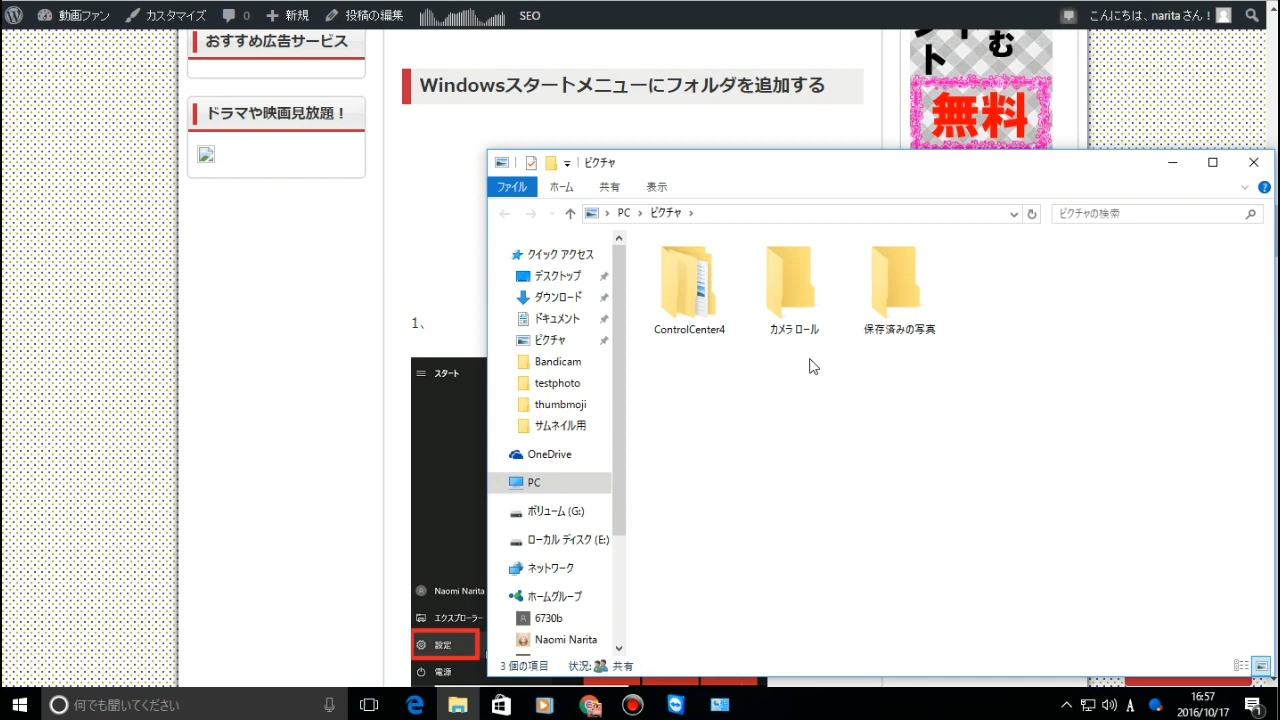 動画ファン
カスタマイズ
0
新規
投稿の編集
SEO
こんにちは、naritaさん！
おすすめ広告サービス
ドラマや映画見放題！
Windowsスタートメニューにフォルダを追加する
む
ト
無料
1、
スタート
Naomi Narita
エクスプローラー
設定
電源
ピクチャ
ファイル
ホーム
共有
表示
PC
ピクチャ
ピクチャの検索
クイック アクセス
デスクトップ
ダウンロード
ドキュメント
ピクチャ
Bandicam
testphoto
thumbmoji
サムネイル用
OneDrive
PC
ボリューム (G:)
ローカル ディスク (E:)
ネットワーク
ホームグループ
6730b
Naomi Narita
ControlCenter4
カメラ ロール
保存済みの写真
3 個の項目
状況:
共有
何でも聞いてください
A
16:57
2016/10/17
1